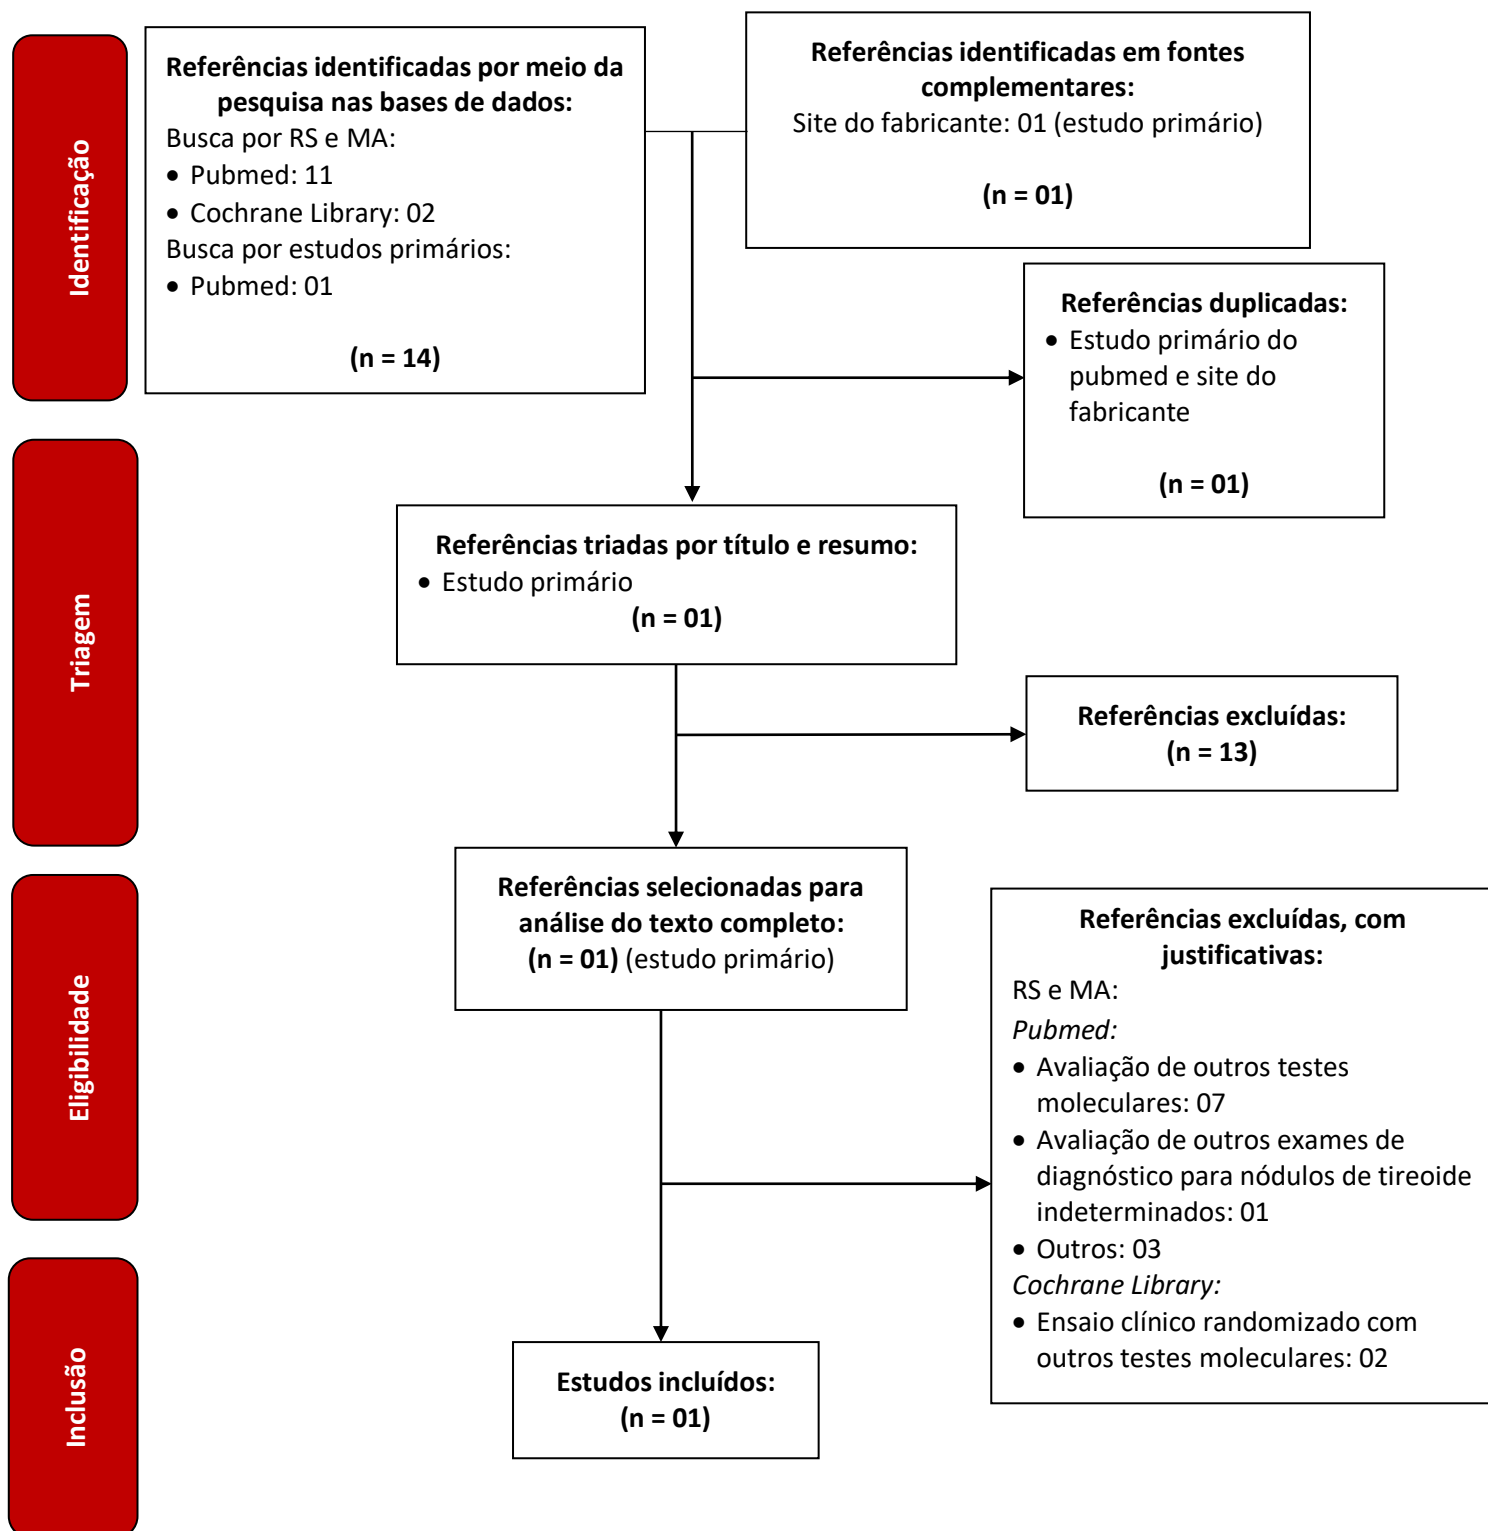 Identificação
Referências identificadas por meio da
pesquisa nas bases de dados:
Busca por RS e MA:
• Pubmed: 11
• Cochrane Library: 02
Busca por estudos primários:
• Pubmed: 01
(n = 14)
Referências identificadas em fontes
complementares:
Site do fabricante: 01 (estudo primário)
(n = 01)
Referências duplicadas:
• Estudo primário do
pubmed e site do
fabricante
(n = 01)
Triagem
Referências triadas por título e resumo:
• Estudo primário
(n = 01)
Referências excluídas:
(n = 13)
Eligibilidade
Referências selecionadas para
análise do texto completo:
(n = 01) (estudo primário)
Referências excluídas, com
justificativas:
RS e MA:
Pubmed:
• Avaliação de outros testes
moleculares: 07
• Avaliação de outros exames de
diagnóstico para nódulos de tireoide
indeterminados: 01
• Outros: 03
Cochrane Library:
• Ensaio clínico randomizado com
outros testes moleculares: 02
Inclusão
Estudos incluídos:
(n = 01)